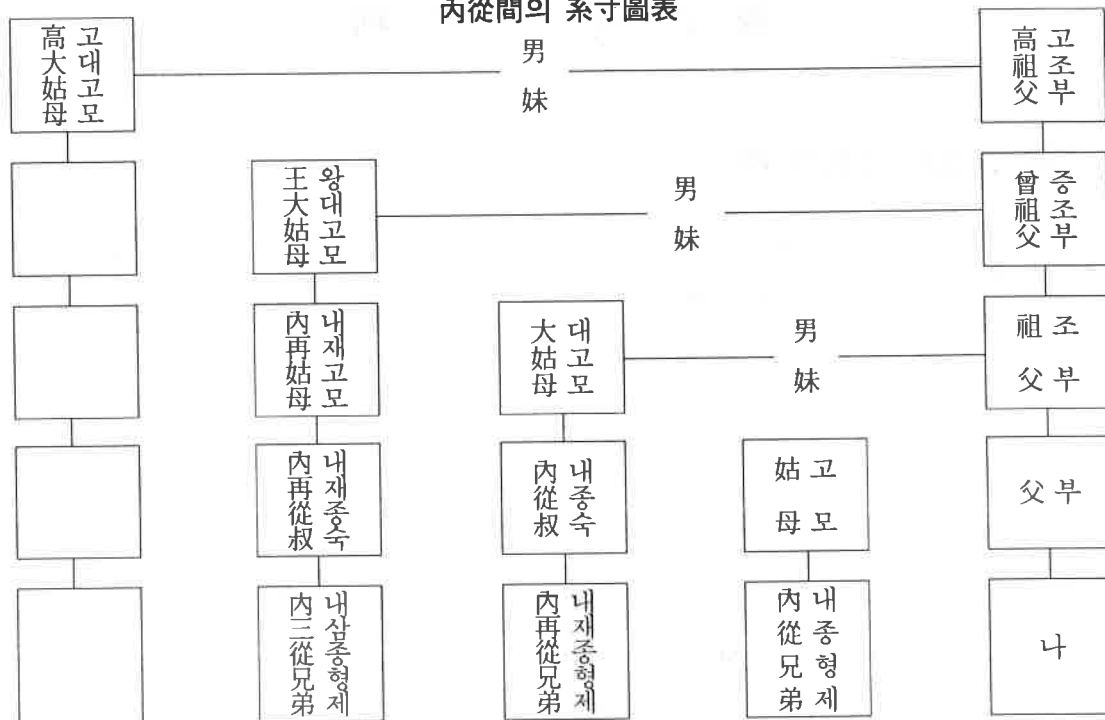 內從間의 系寸圖表
高大姑母 고대고모
男妹
高祖父 고조부
王大姑母 왕대고모
男妹
曾祖父 증조부
內再姑母 내재고모
大姑母 대고모
男妹
祖父 조부
內再從叔 내재종숙
內從叔 내종숙
姑母 고모
父 부
內三從兄弟 내삼종형제
內再從兄弟 내재종형제
內從兄弟 내종형제
나